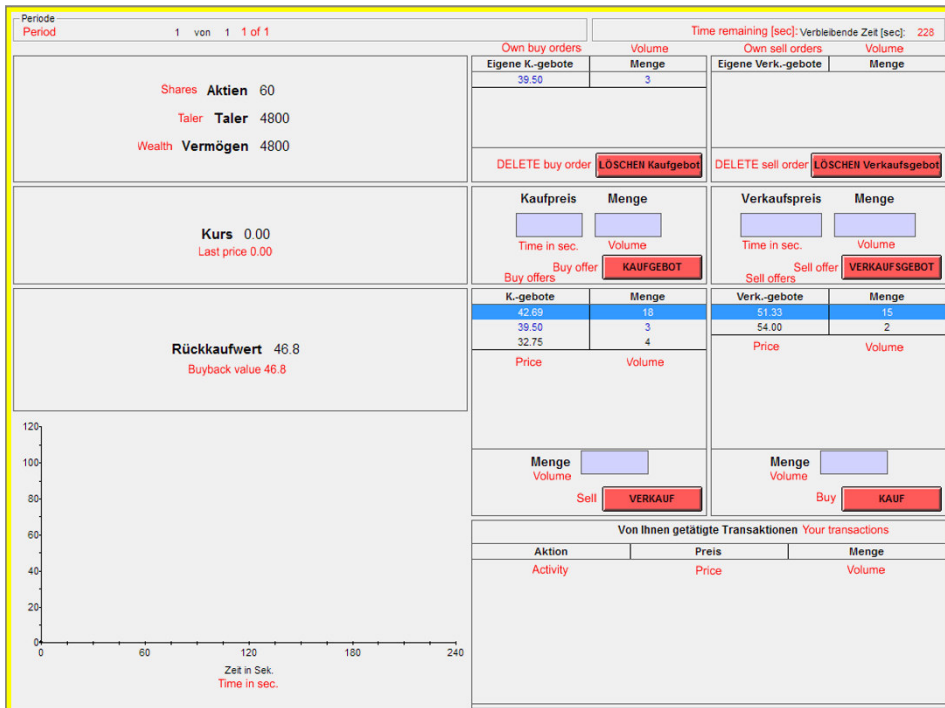 Periode
Period 1 von 1 1 of 1
Time remaining [sec]: Verbleibende Zeit [sec]: 228
Shares Aktien 60
Taler Taler 4800
Wealth Vermögen 4800
Own buy orders Volume
Eigene K.-gebote Menge
39.50 3
DELETE buy order LÖSCHEN Kaufgebot
Own sell orders Volume
Eigene Verk.-gebote Menge
DELETE sell order LÖSCHEN Verkaufsgebot
Kurs 0.00
Last price 0.00
Kaufpreis Menge
Time in sec. Volume
Buy offer KAUFGEBOT
Buy offers
Verkaufspreis Menge
Time in sec. Volume
Sell offer VERKAUFSGEBOT
Sell offers
Rückkaufwert 46.8
Buyback value 46.8
K.-gebote Menge
42.69 18
39.50 3
32.75 4
Price Volume
Menge
Volume
Sell VERKAUF
Verk.-gebote Menge
51.33 15
54.00 2
Price Volume
Menge
Volume
Buy KAUF
120
100
80
60
40
20
0
0 60 120 180 240
Zeit in Sek.
Time in sec.
Von Ihnen getätigte Transaktionen Your transactions
Aktion Preis Menge
Activity Price Volume